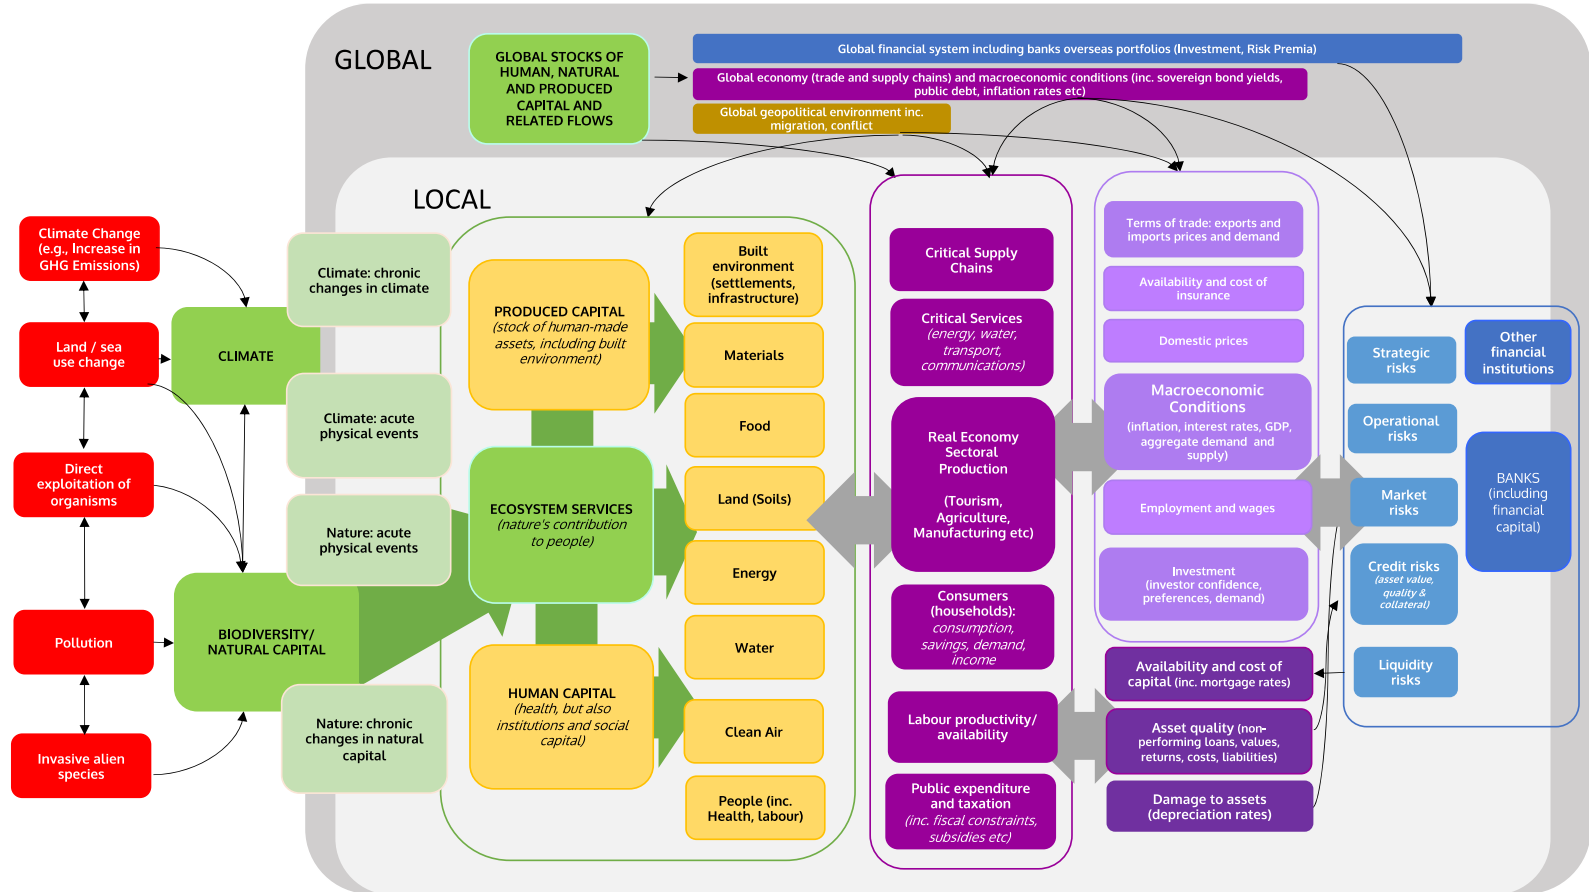 GLOBAL
GLOBAL STOCKS OF
HUMAN, NATURAL
AND PRODUCED
CAPITAL AND
RELATED FLOWS
Global financial system including banks overseas portfolios (Investment, Risk Premia)
Global economy (trade and supply chains) and macroeconomic conditions (inc. sovereign bond yields,
public debt, inflation rates etc)
Global geopolitical environment inc.
migration, conflict
LOCAL
Climate Change
(e.g., Increase in
GHG Emissions)
Land / sea
use change
Direct
exploitation of
organisms
Pollution
Invasive alien
species
CLIMATE
BIODIVERSITY/
NATURAL CAPITAL
Climate: chronic
changes in climate
Climate: acute
physical events
Nature: acute
physical events
Nature: chronic
changes in natural
capital
PRODUCED CAPITAL
(stock of human-made
assets, including built
environment)
ECOSYSTEM SERVICES
(nature's contribution
to people)
HUMAN CAPITAL
(health, but also
institutions and social
capital)
Built
environment
(settlements,
infrastructure)
Materials
Food
Land (Soils)
Energy
Water
Clean Air
People (inc.
Health, labour)
Critical Supply
Chains
Critical Services
(energy, water,
transport,
communications)
Real Economy
Sectoral
Production
(Tourism,
Agriculture,
Manufacturing etc)
Consumers
(households):
consumption,
savings, demand,
income
Labour productivity/
availability
Public expenditure
and taxation
(inc. fiscal constraints,
subsidies etc)
Terms of trade: exports and
imports prices and demand
Availability and cost of
insurance
Domestic prices
Macroeconomic
Conditions
(inflation, interest rates, GDP,
aggregate demand and
supply)
Employment and wages
Investment
(investor confidence,
preferences, demand)
Availability and cost of
capital (inc. mortgage rates)
Asset quality (non-
performing loans, values,
returns, costs, liabilities)
Damage to assets
(depreciation rates)
Strategic
risks
Operational
risks
Market
risks
Credit risks
(asset value,
quality &
collateral)
Liquidity
risks
Other
financial
institutions
BANKS
(including
financial
capital)